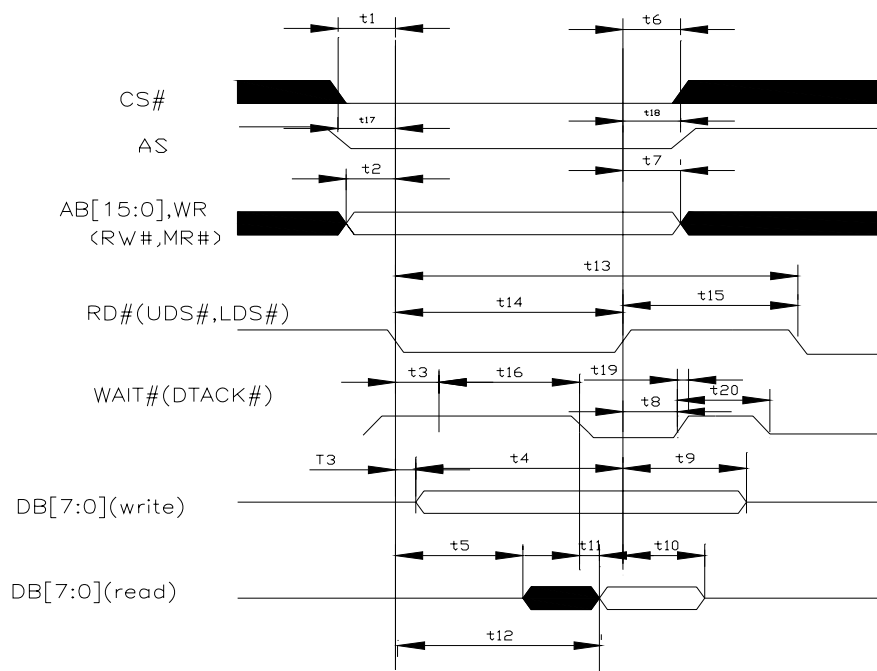 t1
t6
CS#
t17
t18
AS
t2
t7
AB[15:0],WR
(RW#,MR#)
t13
t14
t15
RD#(UDS#,LDS#)
t3
t16
t19
t20
WAIT#(DTACK#)
t8
T3
t4
t9
DB[7:0](write)
t5
t11
t10
DB[7:0](read)
t12